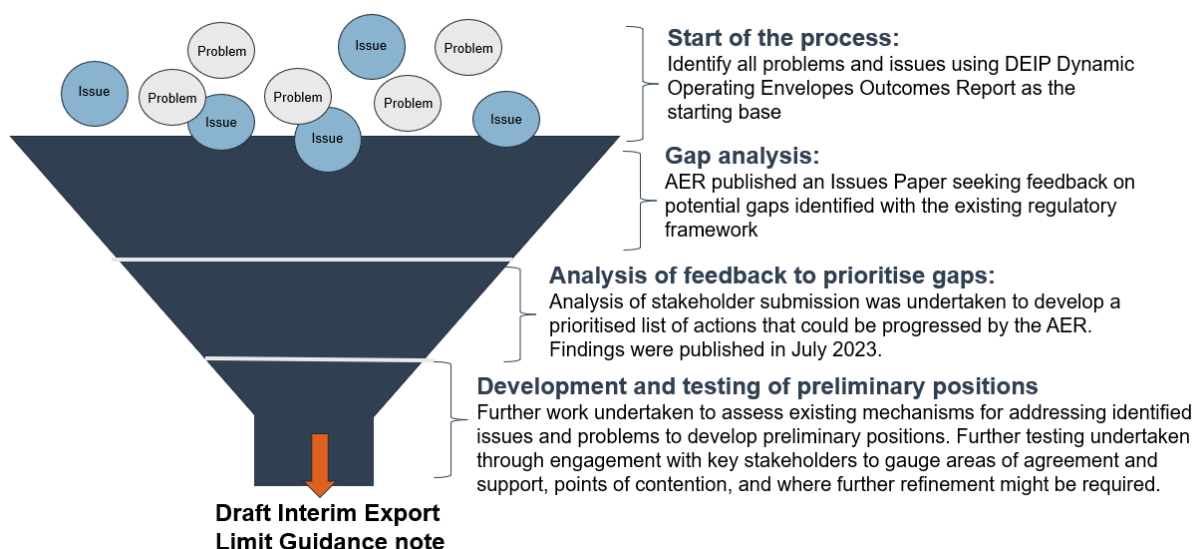 Issue
Problem
Problem
Issue
Problem
Issue
Problem
Issue
Problem
Issue
Start of the process:
Identify all problems and issues using DEIP Dynamic
Operating Envelopes Outcomes Report as the
starting base
Gap analysis:
AER published an Issues Paper seeking feedback on
potential gaps identified with the existing regulatory
framework
Analysis of feedback to prioritise gaps:
Analysis of stakeholder submission was undertaken to develop a
prioritised list of actions that could be progressed by the AER.
Findings were published in July 2023.
Development and testing of preliminary positions
Further work undertaken to assess existing mechanisms for addressing identified
issues and problems to develop preliminary positions. Further testing undertaken
through engagement with key stakeholders to gauge areas of agreement and
support, points of contention, and where further refinement might be required.
Draft Interim Export
Limit Guidance note